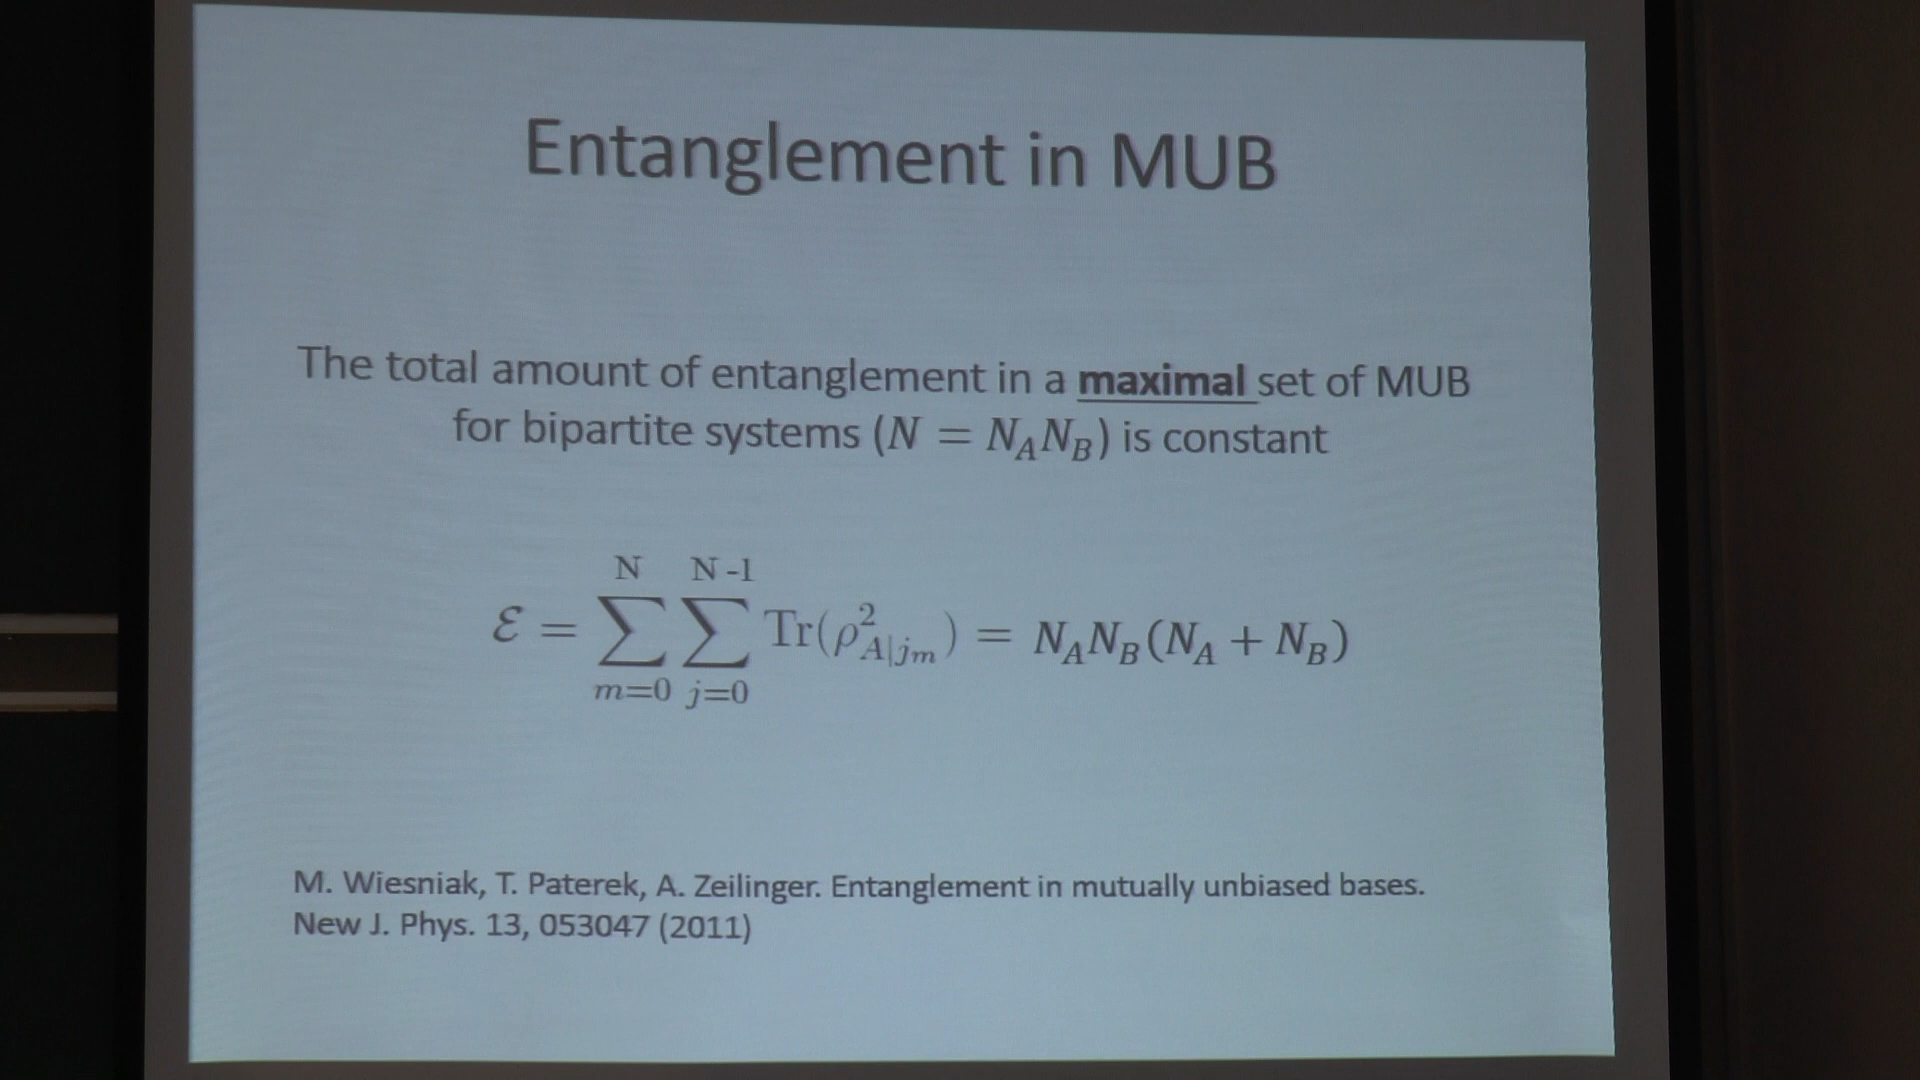 Entanglement in MUB
The total amount of entanglement in a maximal set of MUB
for bipartite systems (N = N_A N_B) is constant
ℰ = ∑_{m=0}^{N} ∑_{j=0}^{N-1} Tr(ρ²_{A|jm}) = N_A N_B (N_A + N_B)
M. Wiesniak, T. Paterek, A. Zeilinger. Entanglement in mutually unbiased bases.
New J. Phys. 13, 053047 (2011)